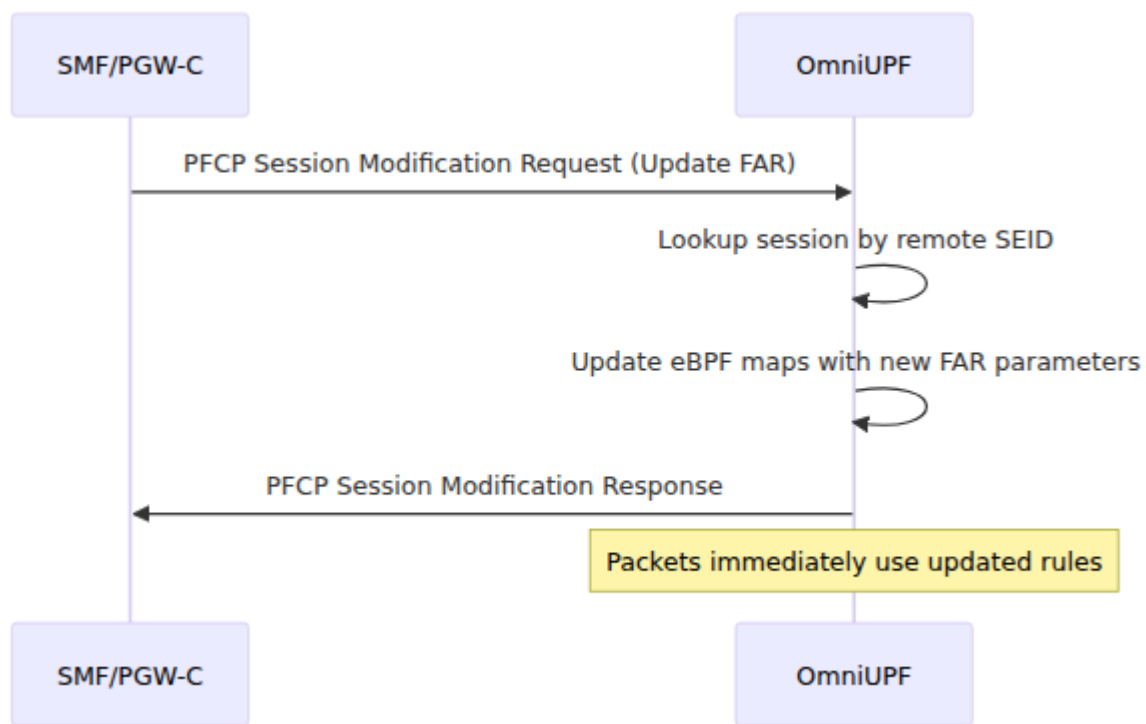 SMF/PGW-C
OmniUPF
PFCP Session Modification Request (Update FAR)
Lookup session by remote SEID
Update eBPF maps with new FAR parameters
PFCP Session Modification Response
Packets immediately use updated rules
SMF/PGW-C
OmniUPF